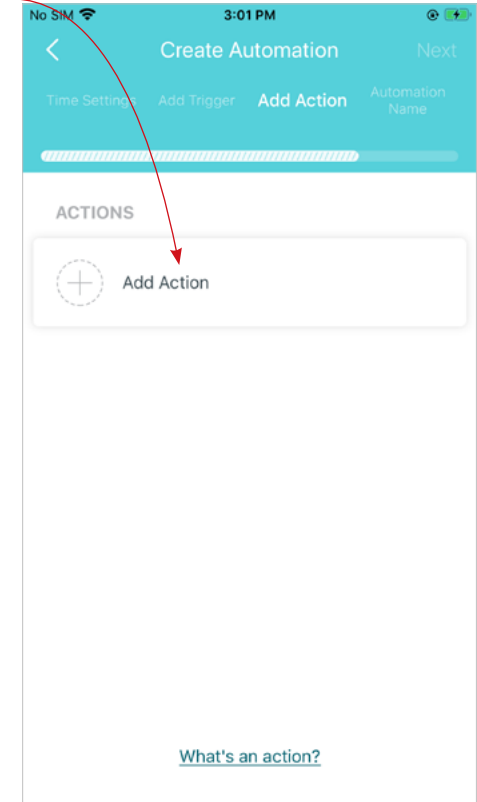 No SIM 3:01 PM
Create Automation Next
Time Settings Add Trigger Add Action Automation
Name
ACTIONS
Add Action
What's an action?